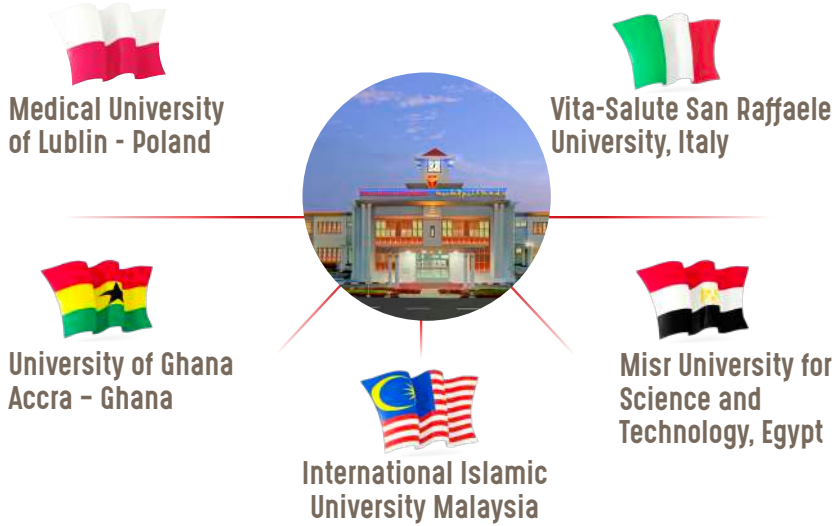 Medical University
of Lublin - Poland
Vita-Salute San Raffaele
University, Italy
University of Ghana
Accra – Ghana
Misr University for
Science and
Technology, Egypt
International Islamic
University Malaysia